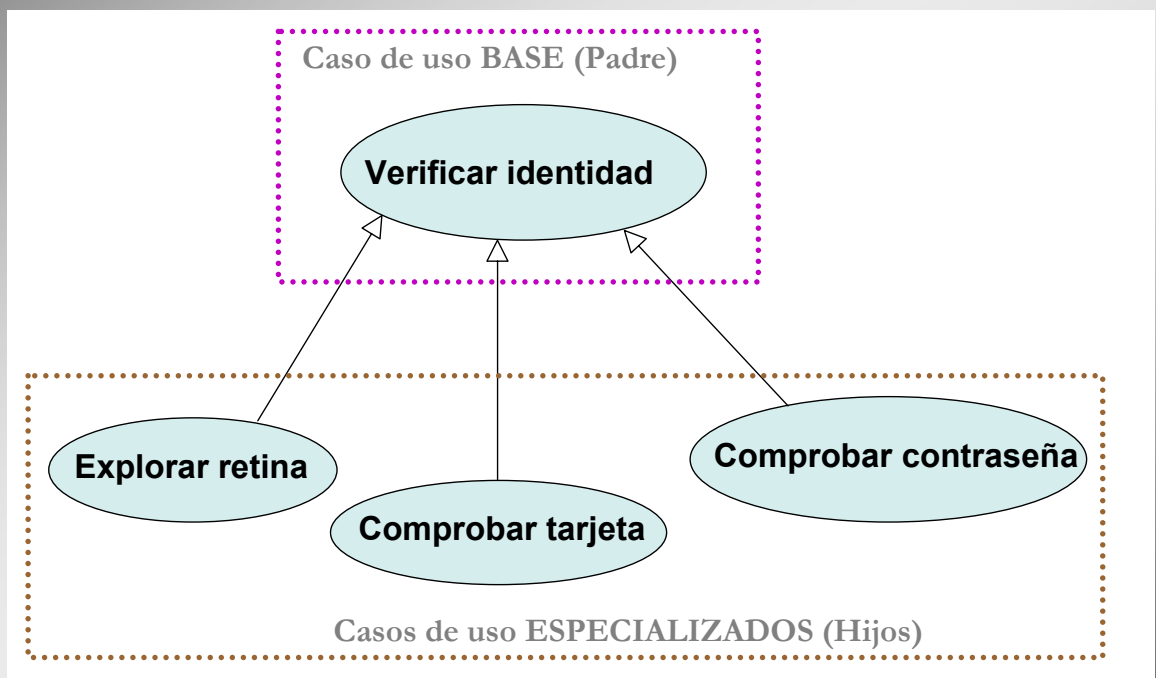 Caso de uso BASE (Padre)
Verificar identidad
Explorar retina
Comprobar tarjeta
Comprobar contraseña
Casos de uso ESPECIALIZADOS (Hijos)